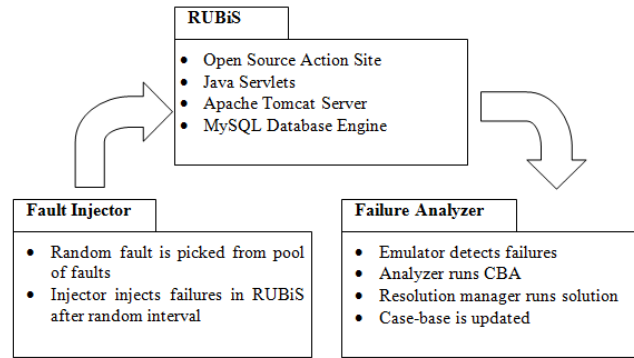 RUBiS
• Open Source Action Site
• Java Servlets
• Apache Tomcat Server
• MySQL Database Engine
Fault Injector
• Random fault is picked from pool
of faults
• Injector injects failures in RUBiS
after random interval
Failure Analyzer
• Emulator detects failures
• Analyzer runs CBA
• Resolution manager runs solution
• Case-base is updated